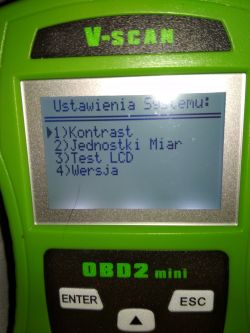 V-SCAN
Ustawienia Systemu:
1)Kontrast
2)Jednostki Miar
3)Test LCD
4)Wersja
OBD2 mini
ENTER
ESC